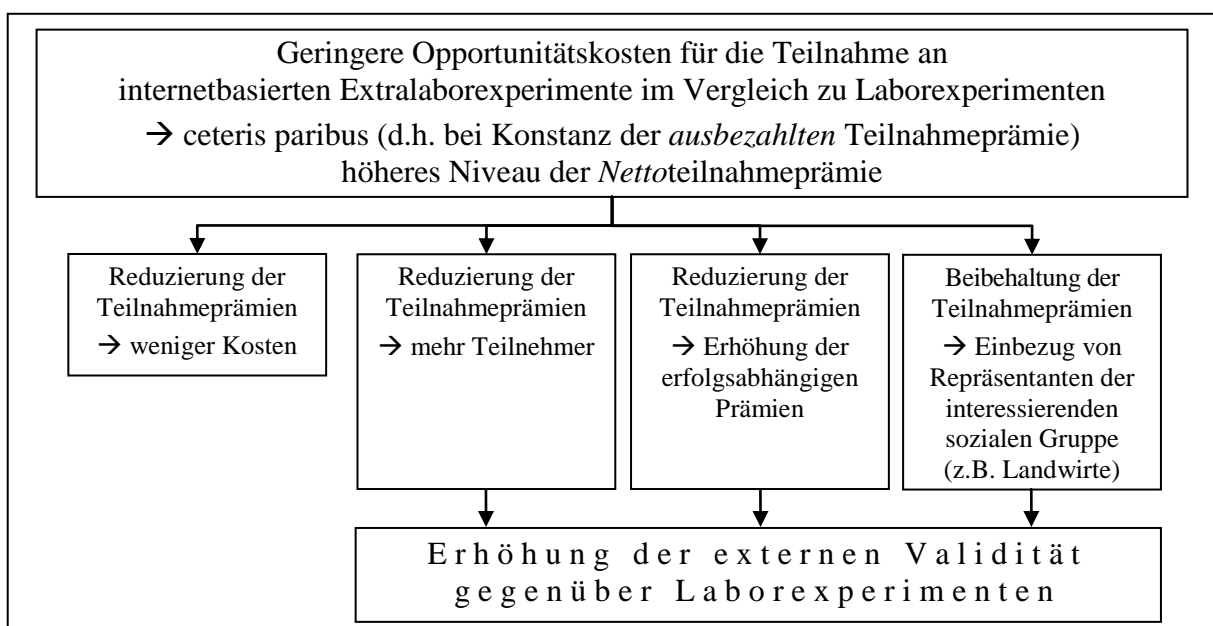 Geringere Opportunitätskosten für die Teilnahme an
internetbasierten Extralaborexperimente im Vergleich zu Laborexperimenten
→ ceteris paribus (d.h. bei Konstanz der ausbezahlten Teilnahmeprämie)
höheres Niveau der Nettoteilnahmeprämie
Reduzierung der
Teilnahmeprämien
→ weniger Kosten
Reduzierung der
Teilnahmeprämien
→ mehr Teilnehmer
Reduzierung der
Teilnahmeprämien
→ Erhöhung der
erfolgsabhängigen
Prämien
Beibehaltung der
Teilnahmeprämien
→ Einbezug von
Repräsentanten der
interessierenden
sozialen Gruppe
(z.B. Landwirte)
Erhöhung der externen Validität
gegenüber Laborexperimenten